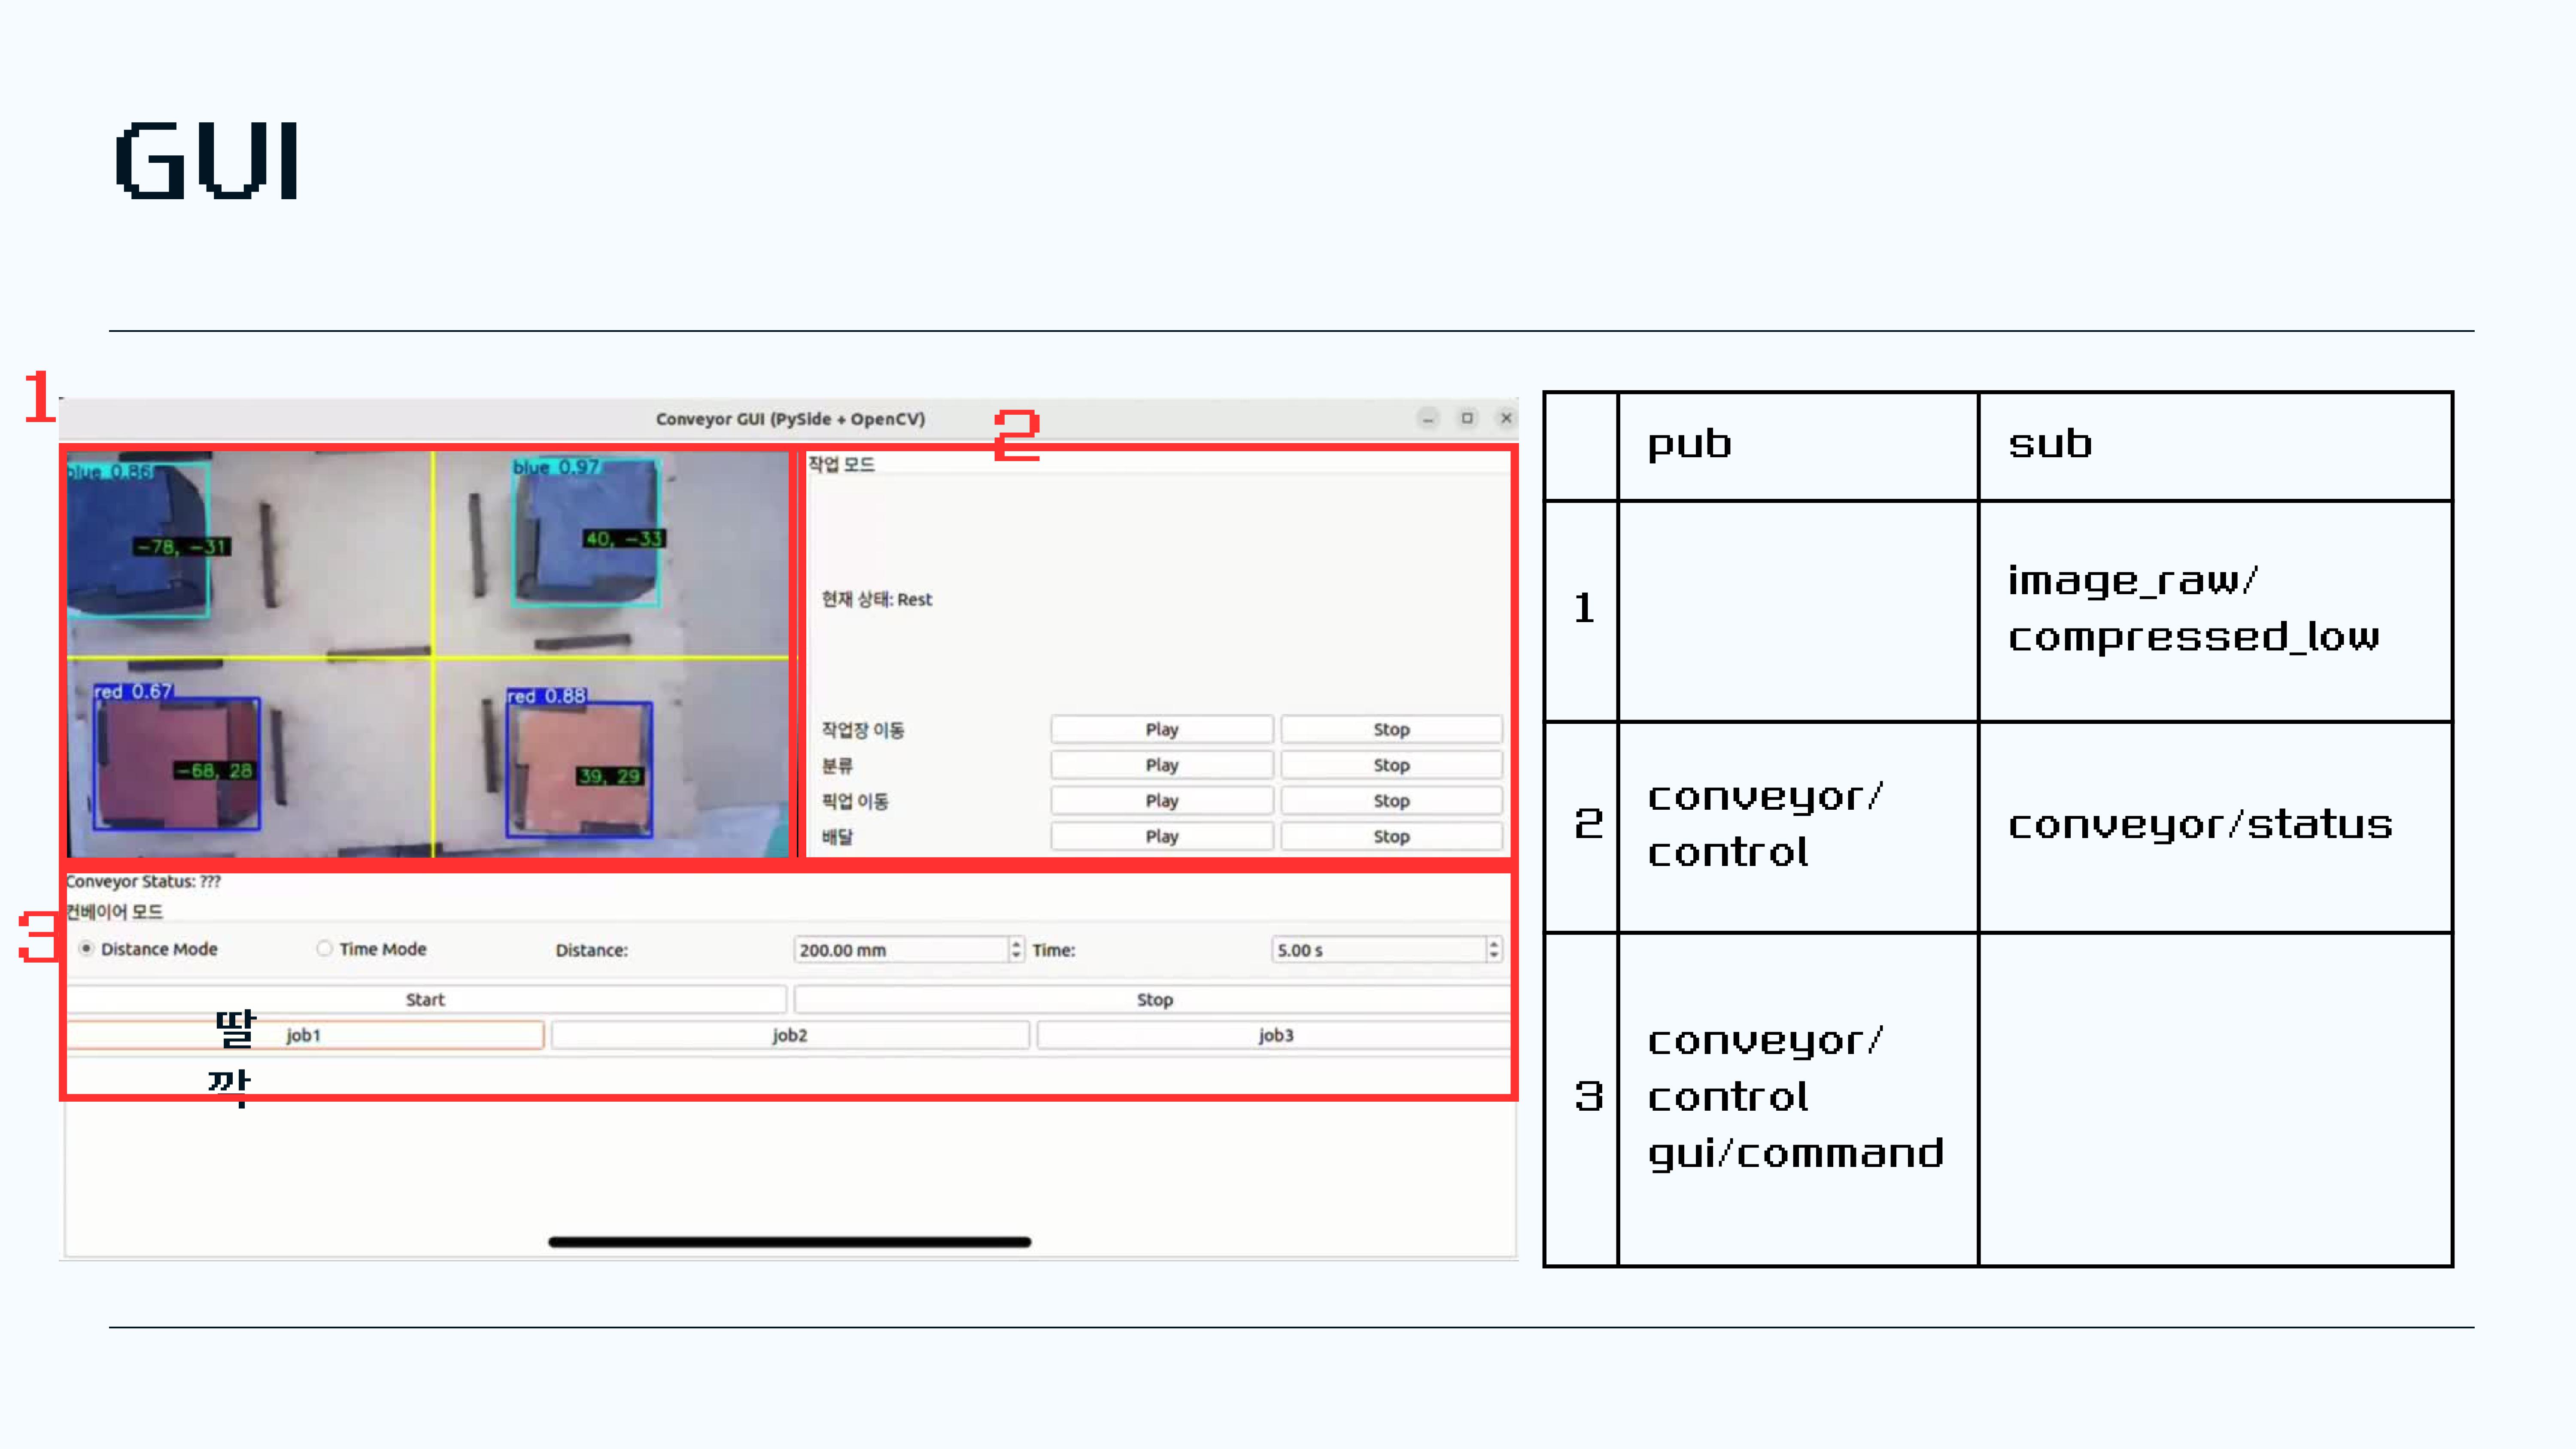 GUI
1
Conveyor GUI (PySide + OpenCV)
2
blue 0.86
blue 0.97
-78, -31
40, -33
red 0.67
red 0.88
-68, 28
39, 29
작업 모드
현재 상태: Rest
작업장 이동 Play Stop
분류 Play Stop
픽업 이동 Play Stop
배달 Play Stop
3
Conveyor Status: ???
컨베이어 모드
Distance Mode Time Mode Distance: 200.00 mm Time: 5.00 s
Start Stop
job1 job2 job3
딸
깍
pub sub
1 image_raw/
compressed_low
2 conveyor/
control
conveyor/status
3 conveyor/
control
gui/command